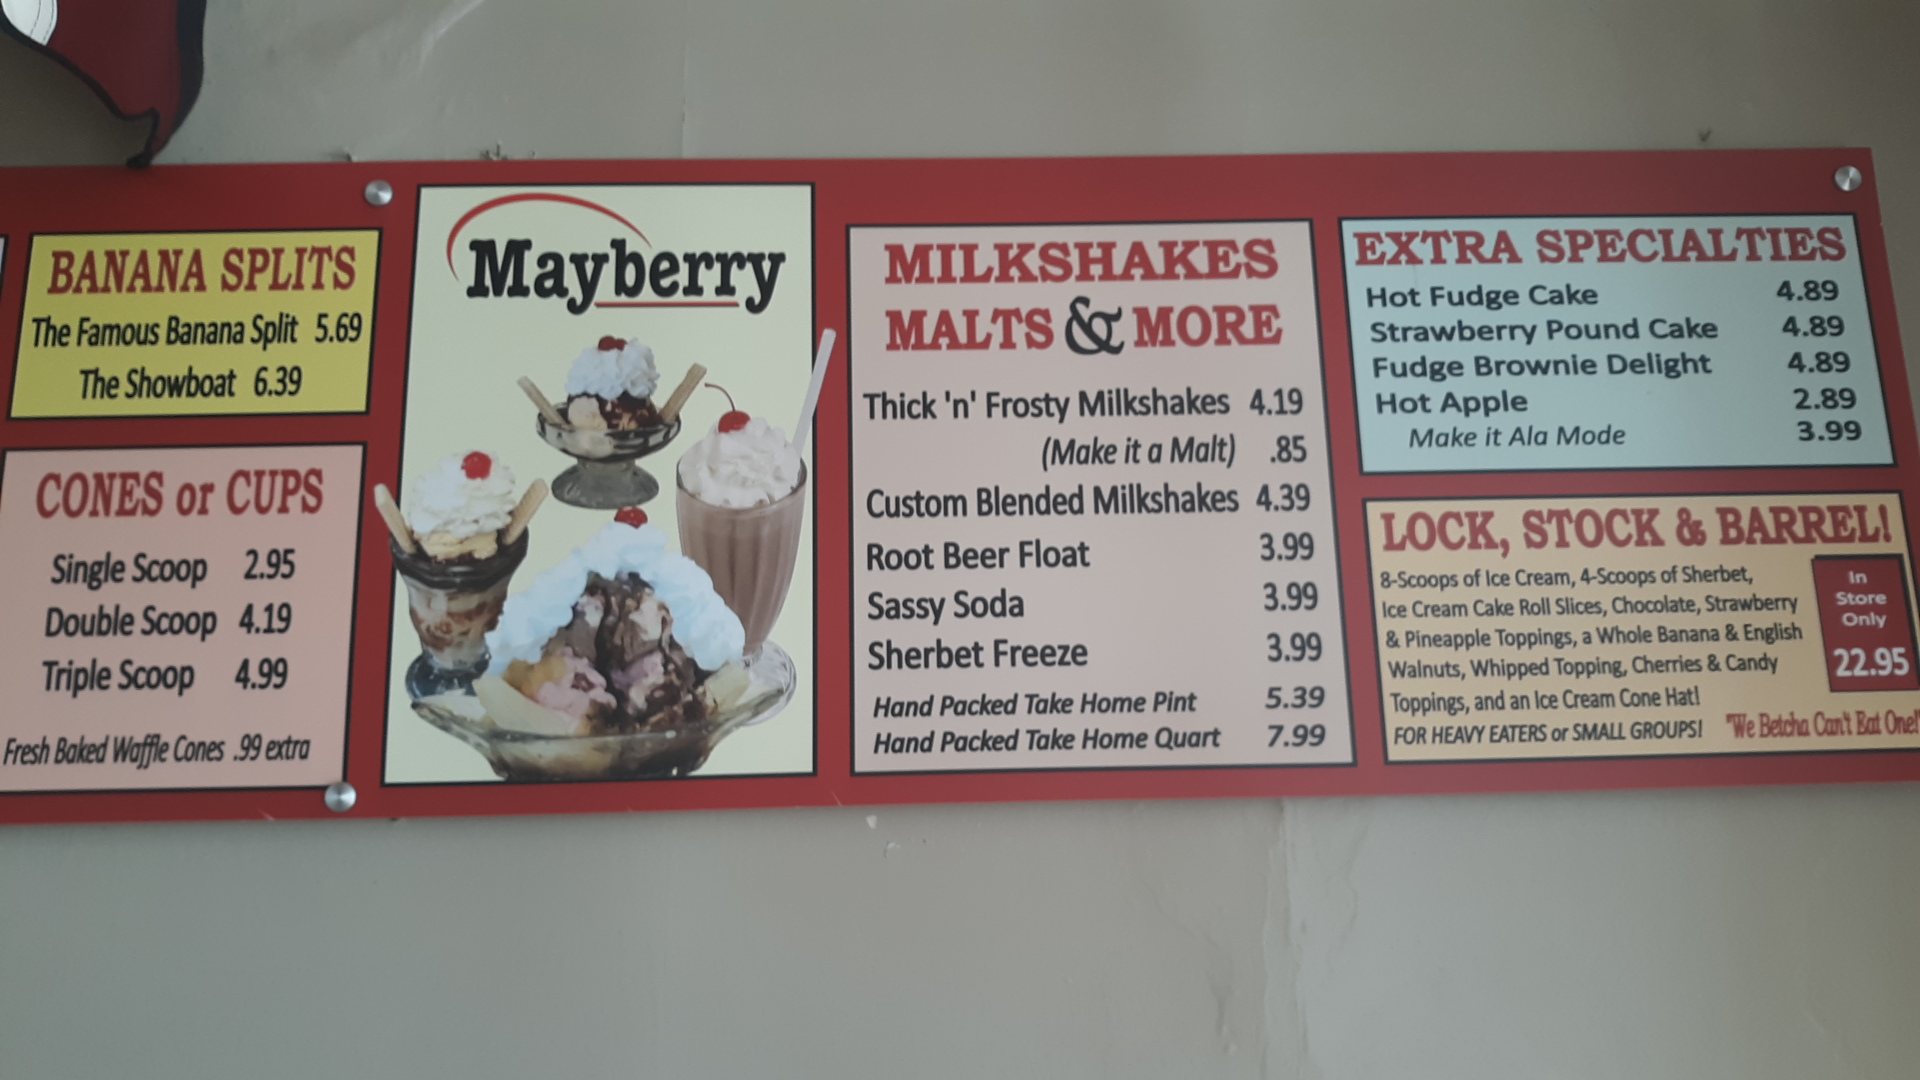 BANANA SPLITS
The Famous Banana Split 5.69
The Showboat 6.39
CONES or CUPS
Single Scoop 2.95
Double Scoop 4.19
Triple Scoop 4.99
Fresh Baked Waffle Cones .99 extra
Mayberry
MILKSHAKES
MALTS & MORE
Thick 'n' Frosty Milkshakes 4.19
(Make it a Malt) .85
Custom Blended Milkshakes 4.39
Root Beer Float 3.99
Sassy Soda 3.99
Sherbet Freeze 3.99
Hand Packed Take Home Pint 5.39
Hand Packed Take Home Quart 7.99
EXTRA SPECIALTIES
Hot Fudge Cake 4.89
Strawberry Pound Cake 4.89
Fudge Brownie Delight 4.89
Hot Apple 2.89
Make it Ala Mode 3.99
LOCK, STOCK & BARREL!
8-Scoops of Ice Cream, 4-Scoops of Sherbet,
Ice Cream Cake Roll Slices, Chocolate, Strawberry
& Pineapple Toppings, a Whole Banana & English
Walnuts, Whipped Topping, Cherries & Candy
Toppings, and an Ice Cream Cone Hat!
FOR HEAVY EATERS or SMALL GROUPS!
"We Betcha Can't Eat One!"
In
Store
Only
22.95